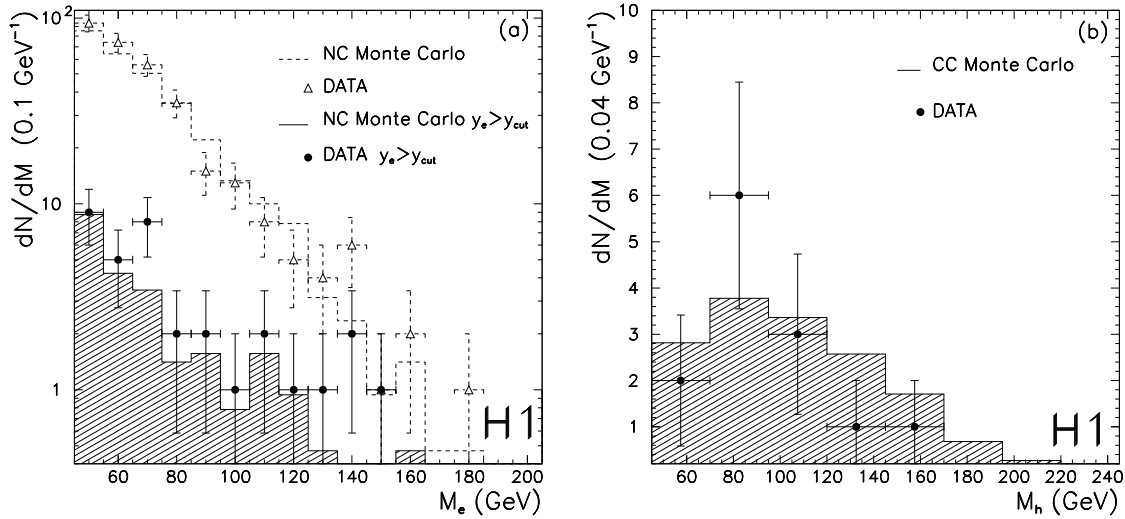 (a)
NC Monte Carlo
DATA
NC Monte Carlo y_e>y_cut
DATA y_e>y_cut
dN/dM (0.1 GeV⁻¹)
10²
10
1
H1
60 80 100 120 140 160 180 200
M_e (GeV)
(b)
CC Monte Carlo
DATA
dN/dM (0.04 GeV⁻¹)
10
9
8
7
6
5
4
3
2
1
H1
60 80 100 120 140 160 180 200 220 240
M_h (GeV)